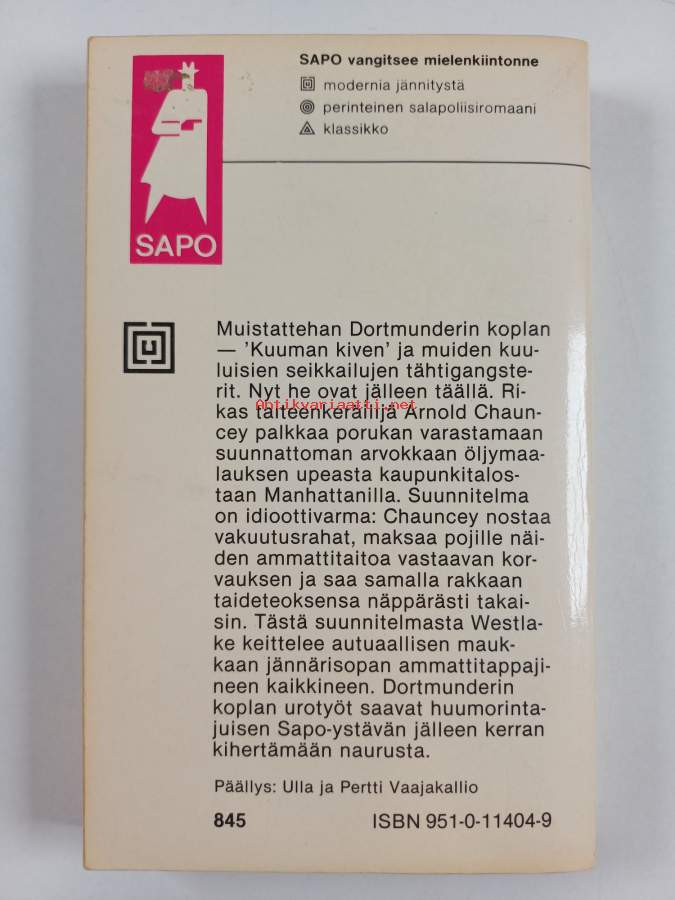 SAPO vangitsee mielenkiintonne
modernia jännitystä
perinteinen salapoliisiromaani
klassikko
SAPO
Muistattehan Dortmunderin koplan
— ’Kuuman kiven’ ja muiden kuu-
luisien seikkailujen tähtigangste-
rit. Nyt he ovat jälleen täällä. Ri-
kas taiteenkeräilijä Arnold Chaun-
Antikvariaatti.net
cey palkkaa porukan varastamaan
suunnattoman arvokkaan öljymaa-
lauksen upeasta kaupunkitalos-
taan Manhattanilla. Suunnitelma
on idioottivarma: Chauncey nostaa
vakuutusrahat, maksaa pojille näi-
den ammattitaitoa vastaavan kor-
vauksen ja saa samalla rakkaan
taideteoksensa näppärästi takai-
sin. Tästä suunnitelmasta Westla-
ke keittelee autuaallisen mauk-
kaan jännärisopan ammattitappaji-
neen kaikkineen. Dortmunderin
koplan urotyöt saavat huumorinta-
juisen Sapo-ystävän jälleen kerran
kihertämään naurusta.
Päällys: Ulla ja Pertti Vaajakallio
845 ISBN 951-0-11404-9